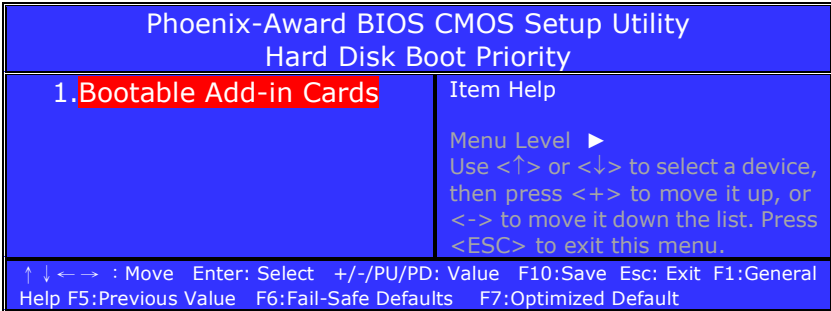 Phoenix-Award BIOS CMOS Setup Utility
Hard Disk Boot Priority
1.Bootable Add-in Cards
Item Help
Menu Level ►
Use <↑> or <↓> to select a device,
then press <+> to move it up, or
<-> to move it down the list. Press
<ESC> to exit this menu.
↑↓←→ : Move Enter: Select +/-/PU/PD: Value F10:Save Esc: Exit F1:General
Help F5:Previous Value F6:Fail-Safe Defaults F7:Optimized Default